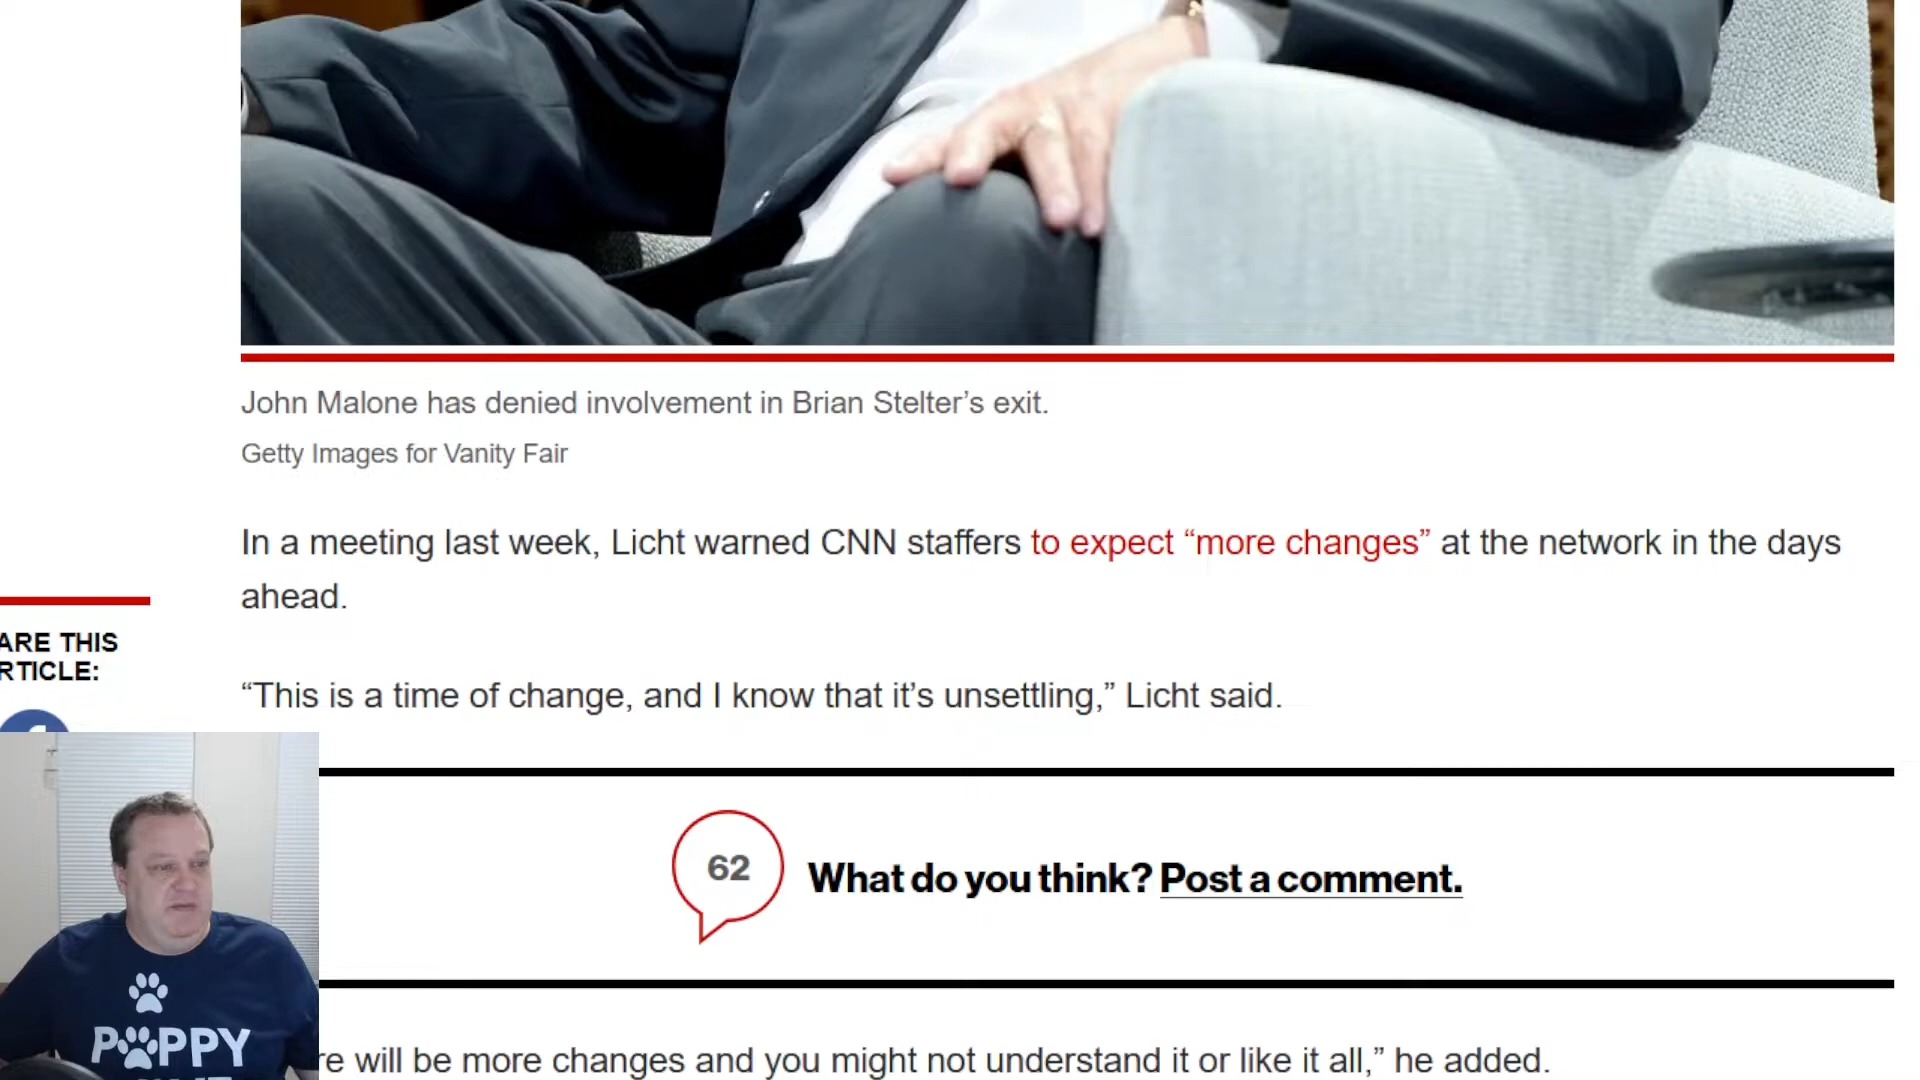 John Malone has denied involvement in Brian Stelter’s exit.
Getty Images for Vanity Fair
In a meeting last week, Licht warned CNN staffers to expect “more changes” at the network in the days
ahead.
ARE THIS
RTICLE:
“This is a time of change, and I know that it’s unsettling,” Licht said.
62
What do you think? Post a comment.
re will be more changes and you might not understand it or like it all,” he added.
PAPPY